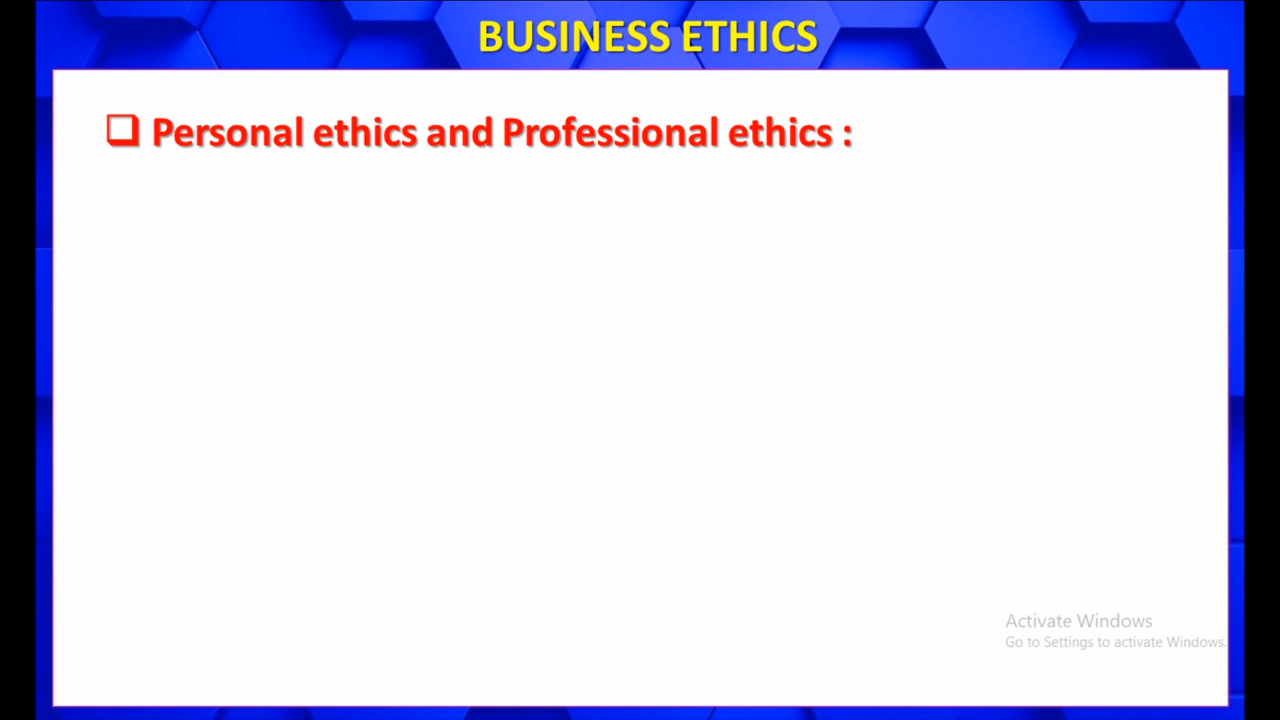 BUSINESS ETHICS
❑ Personal ethics and Professional ethics :
Activate Windows
Go to Settings to activate Windows.